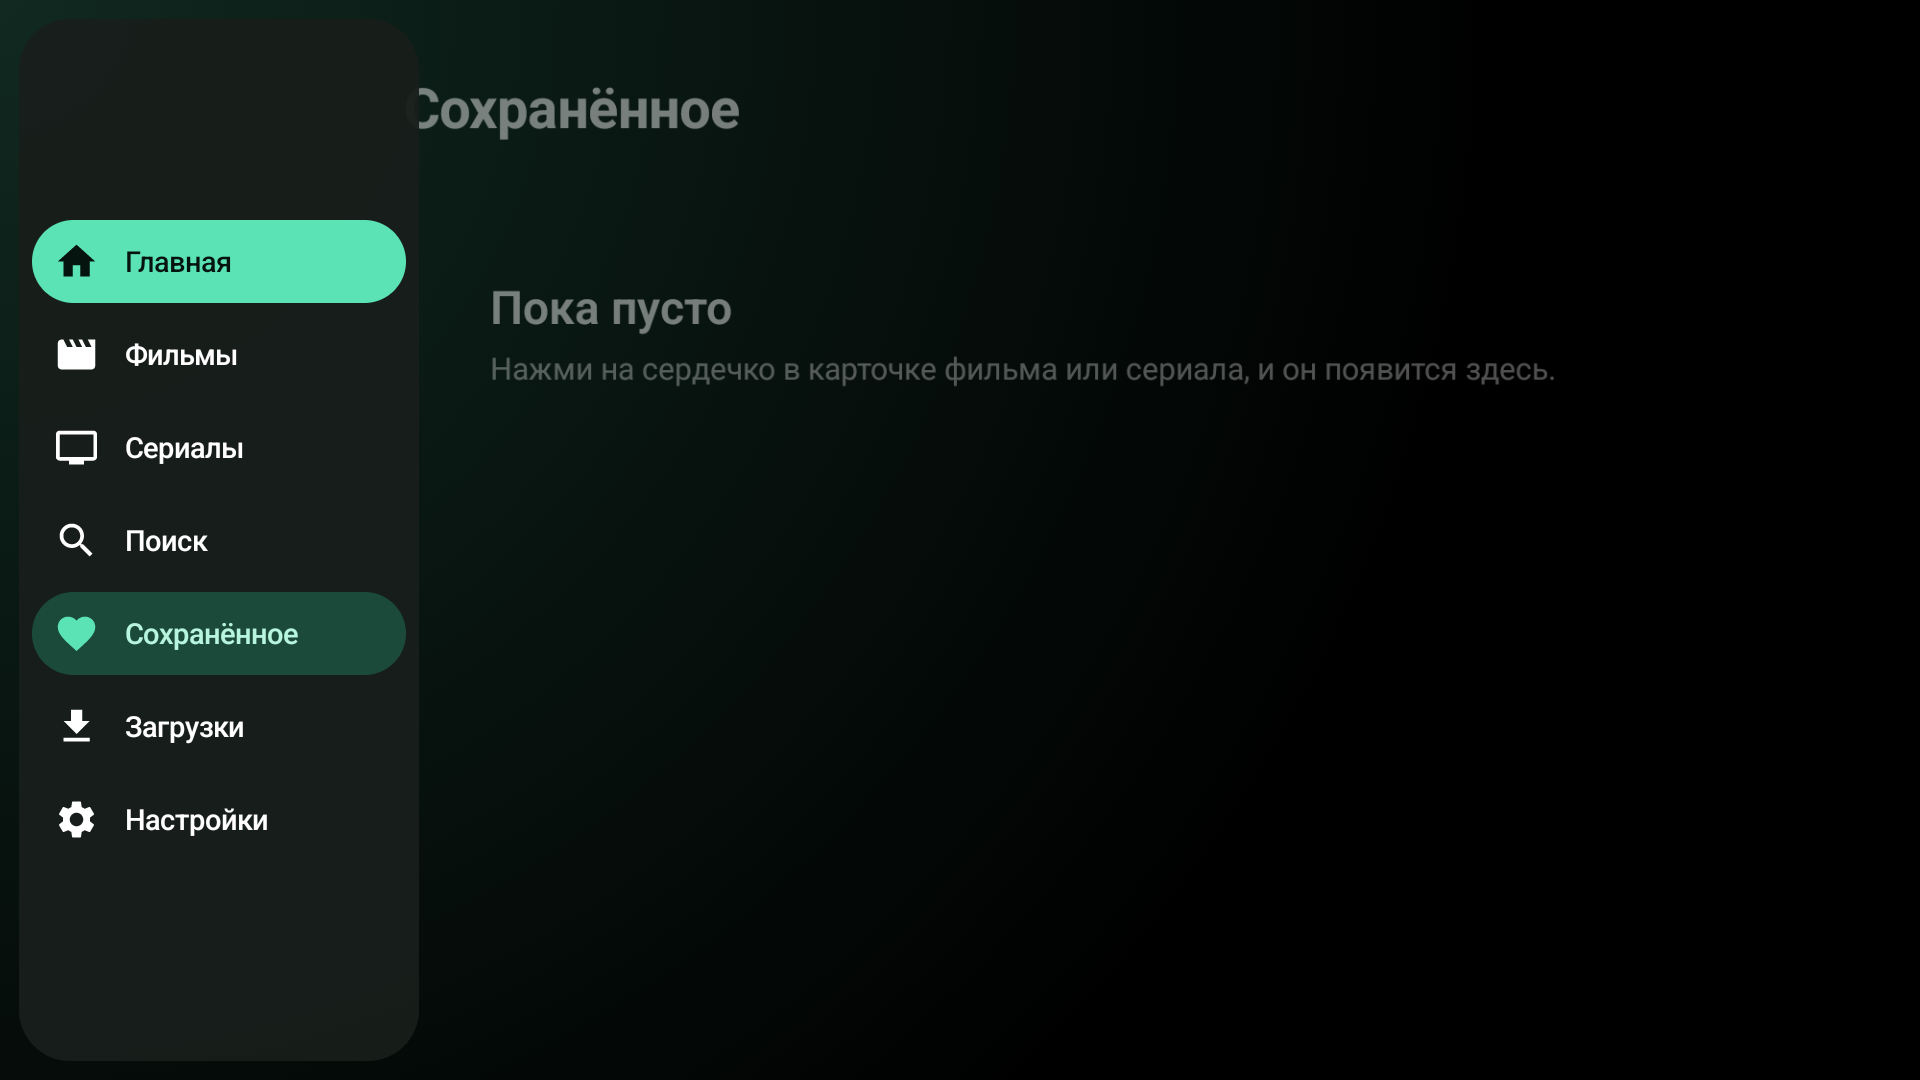 Сохранённое
Главная
Фильмы
Сериалы
Поиск
Сохранённое
Загрузки
Настройки
Пока пусто
Нажми на сердечко в карточке фильма или сериала, и он появится здесь.